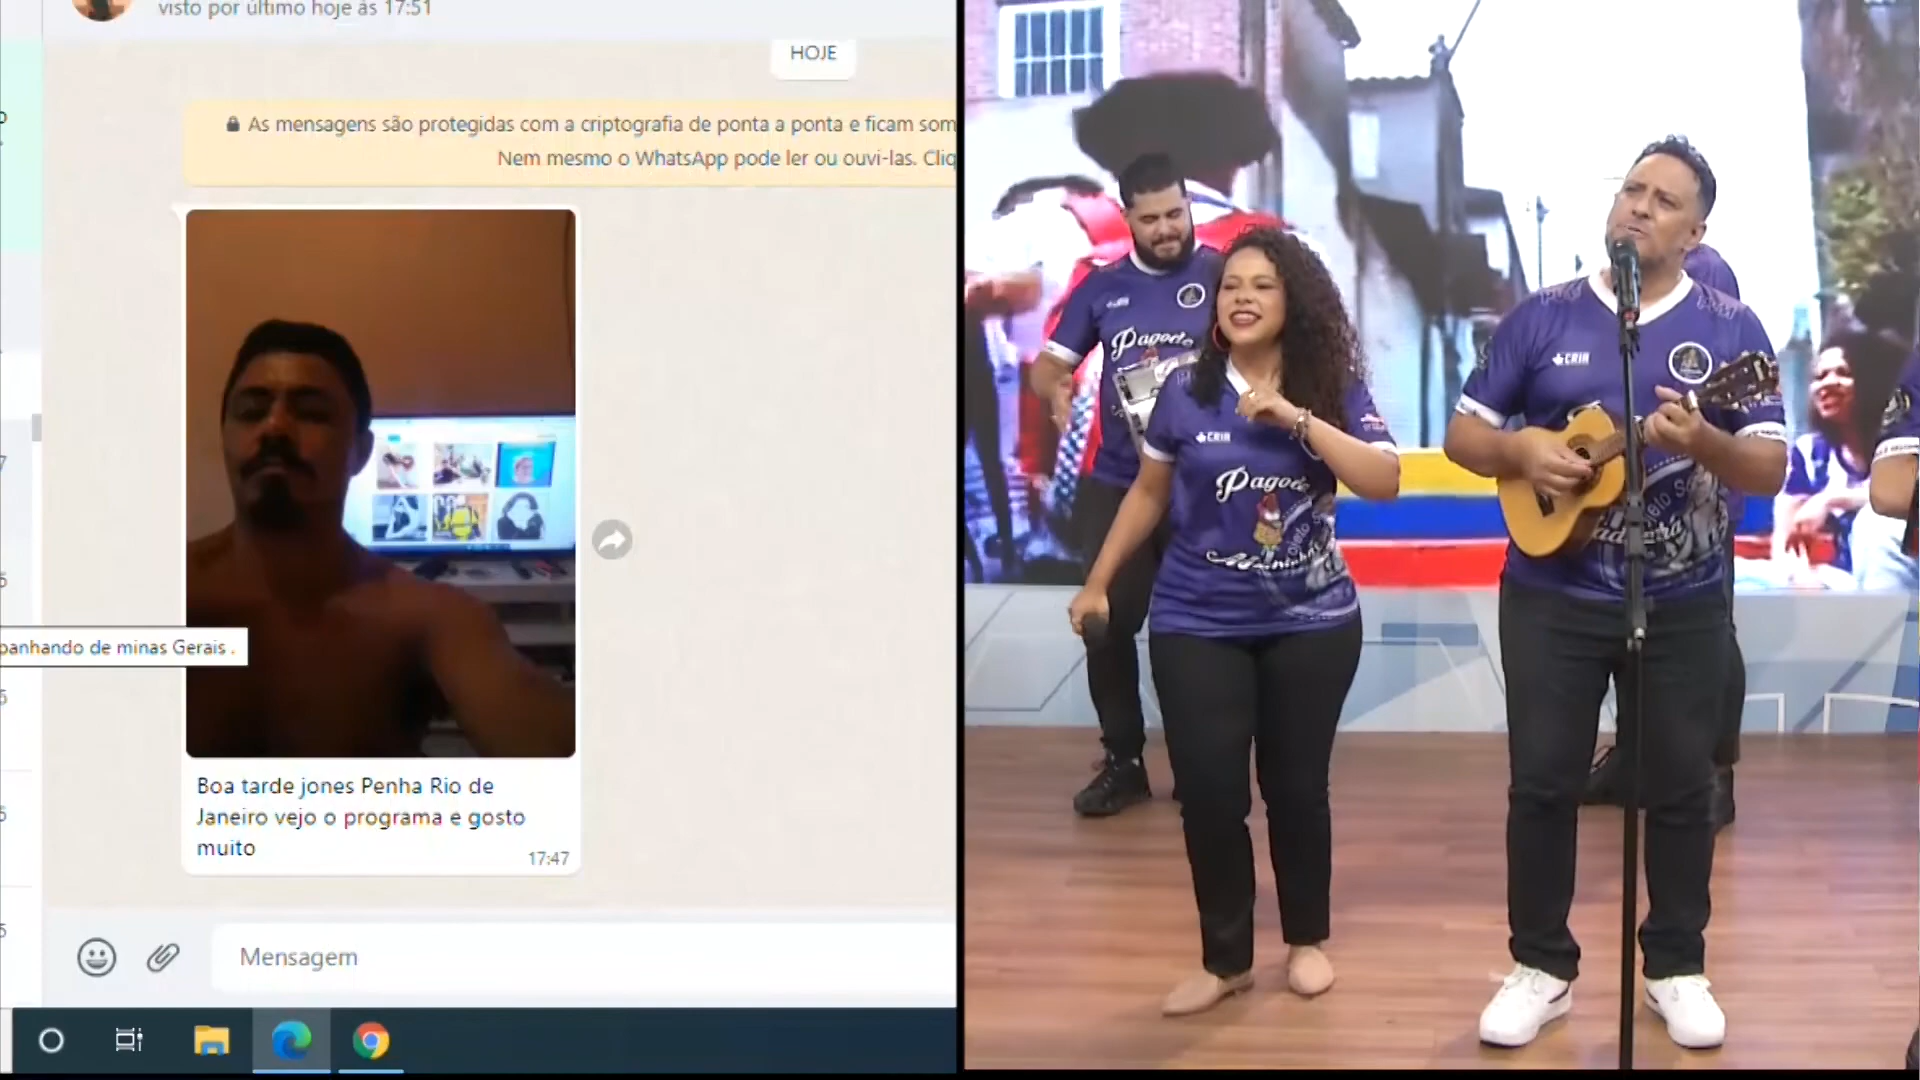 visto por último hoje às 17:51
HOJE
As mensagens são protegidas com a criptografia de ponta a ponta e ficam som
Nem mesmo o WhatsApp pode ler ou ouvi-las. Cliq
panhando de minas Gerais .
Boa tarde jones Penha Rio de
Janeiro vejo o programa e gosto
muito
17:47
Mensagem
Pagode
CRIA
Pagode
CRIA